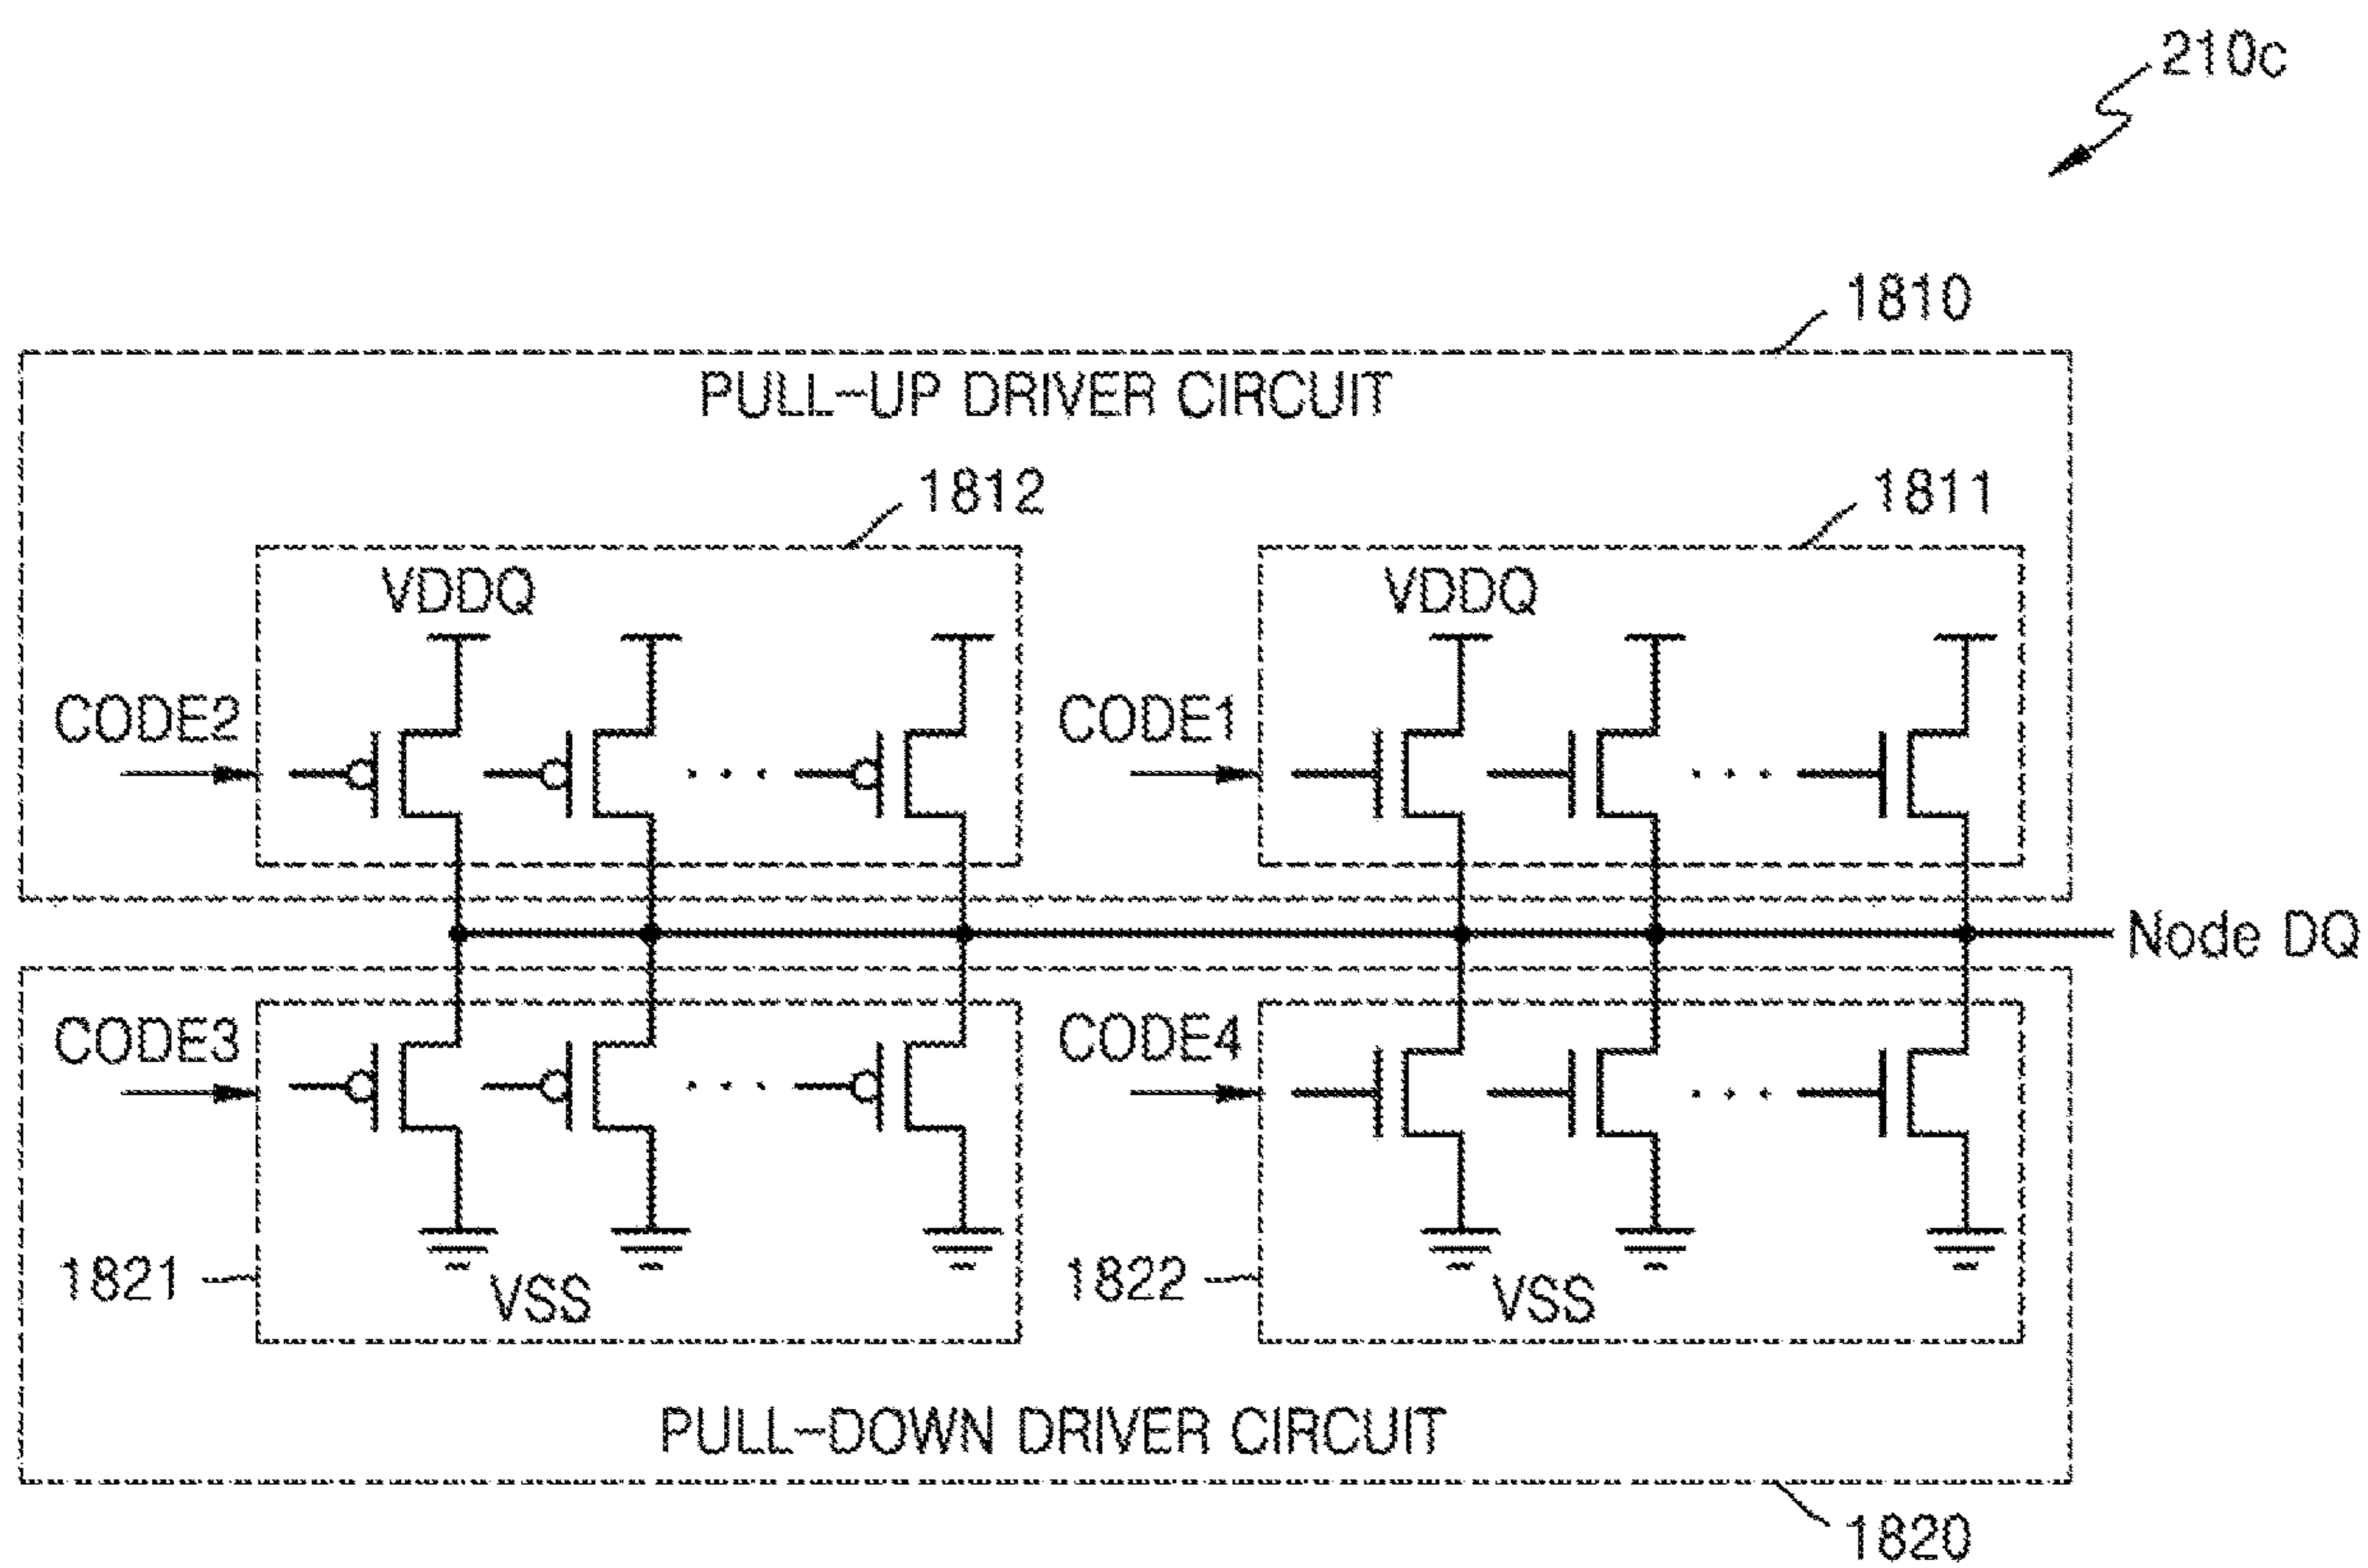 210c
1810
PULL-UP DRIVER CIRCUIT
1812
1811
VDDQ
VDDQ
CODE2
CODE1
Node DQ
CODE3
CODE4
1821
VSS
1822
VSS
PULL-DOWN DRIVER CIRCUIT
1820